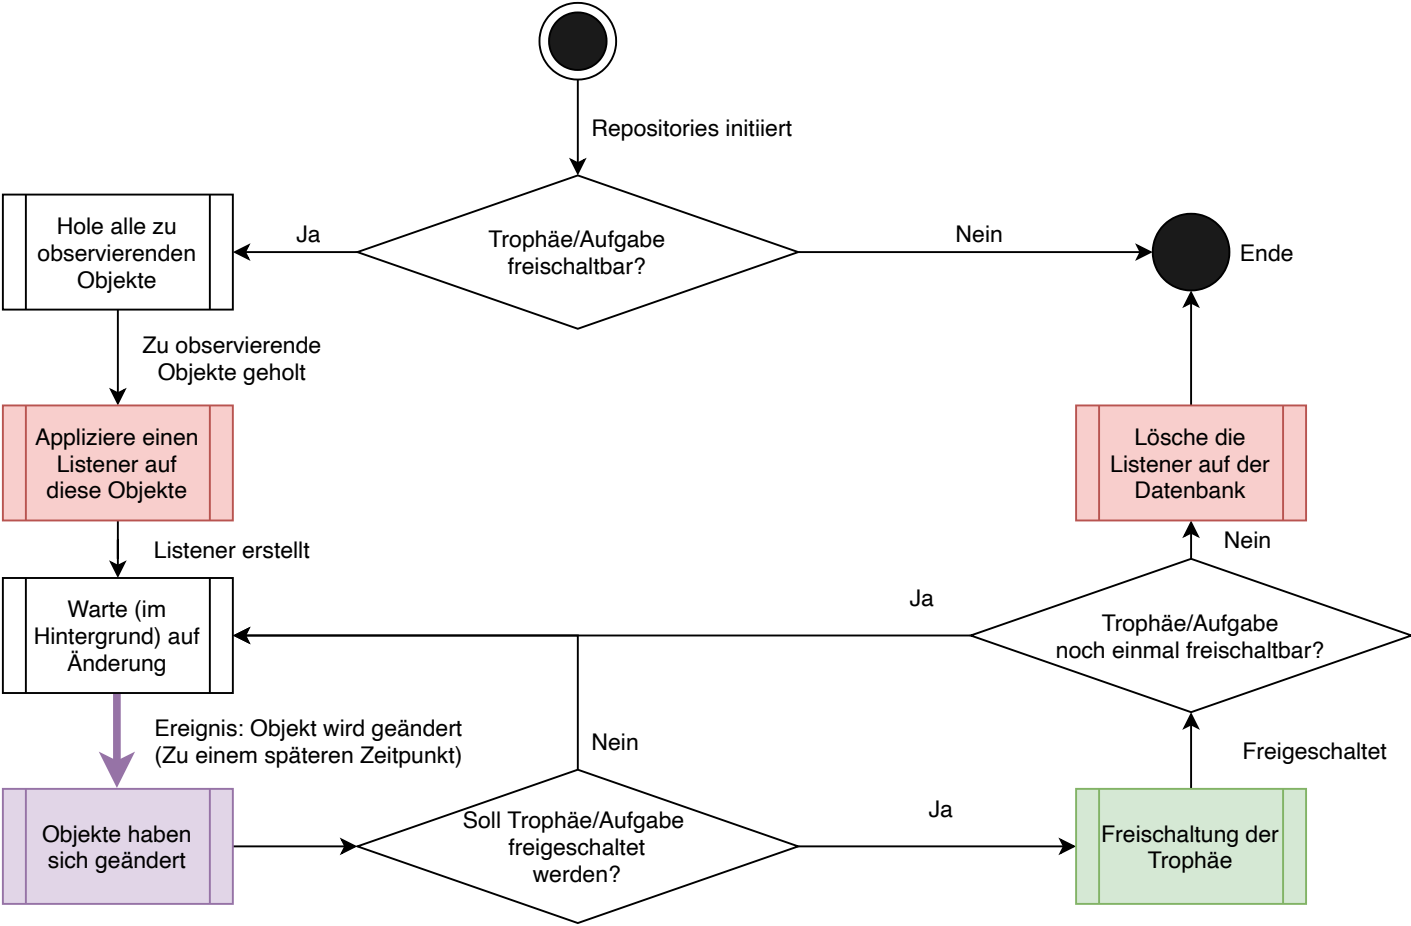 Repositories initiiert
Trophäe/Aufgabe
freischaltbar?
Ja
Nein
Ende
Hole alle zu
observierenden
Objekte
Zu observierende
Objekte geholt
Appliziere einen
Listener auf
diese Objekte
Listener erstellt
Warte (im
Hintergrund) auf
Änderung
Ereignis: Objekt wird geändert
(Zu einem späteren Zeitpunkt)
Objekte haben
sich geändert
Soll Trophäe/Aufgabe
freigeschaltet
werden?
Nein
Ja
Freischaltung der
Trophäe
Freigeschaltet
Trophäe/Aufgabe
noch einmal freischaltbar?
Ja
Nein
Lösche die
Listener auf der
Datenbank